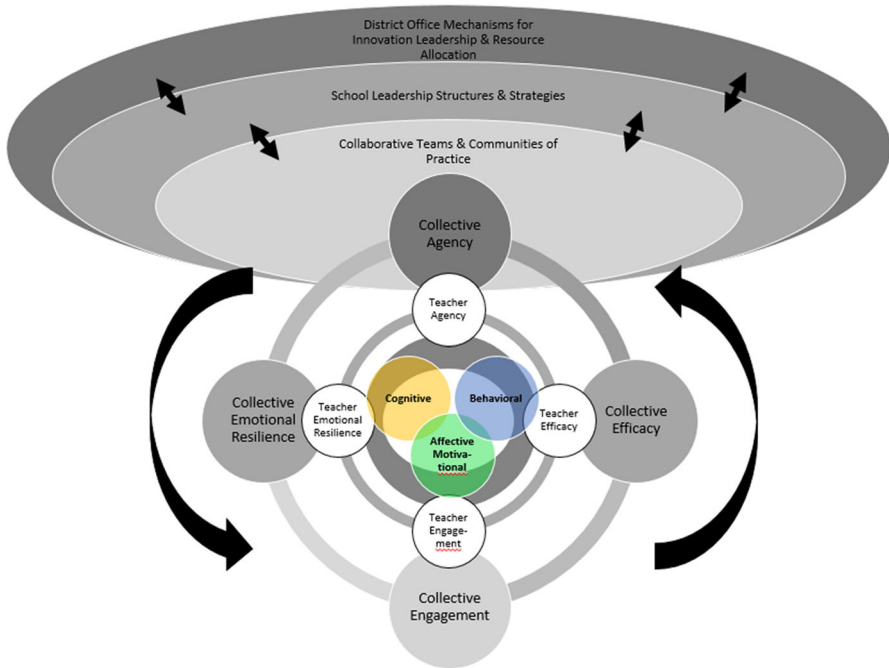 District Office Mechanisms for
Innovation Leadership & Resource
Allocation
School Leadership Structures & Strategies
Collaborative Teams & Communities of
Practice
Collective
Agency
Teacher
Agency
Cognitive
Behavioral
Collective
Emotional
Resilience
Teacher
Emotional
Resilience
Teacher
Efficacy
Collective
Efficacy
Affective
Motiva-
tional
Teacher
Engage-
ment
Collective
Engagement